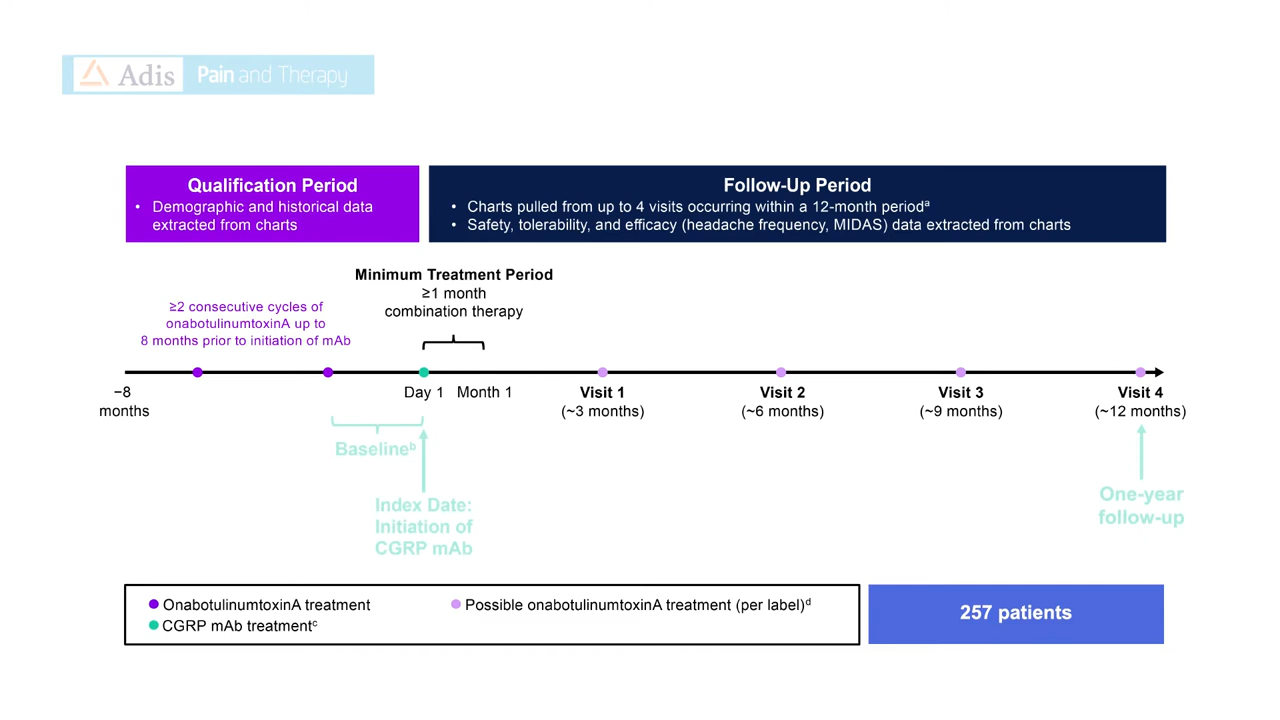 Adis Pain and Therapy
Qualification Period
• Demographic and historical data
extracted from charts
Follow-Up Period
• Charts pulled from up to 4 visits occurring within a 12-month periodᵃ
• Safety, tolerability, and efficacy (headache frequency, MIDAS) data extracted from charts
Minimum Treatment Period
≥1 month
combination therapy
≥2 consecutive cycles of
onabotulinumtoxinA up to
8 months prior to initiation of mAb
−8
months
Day 1
Month 1
Visit 1
(~3 months)
Visit 2
(~6 months)
Visit 3
(~9 months)
Visit 4
(~12 months)
Baselineᵇ
Index Date:
Initiation of
CGRP mAb
One-year
follow-up
OnabotulinumtoxinA treatment
Possible onabotulinumtoxinA treatment (per label)ᵈ
CGRP mAb treatmentᶜ
257 patients